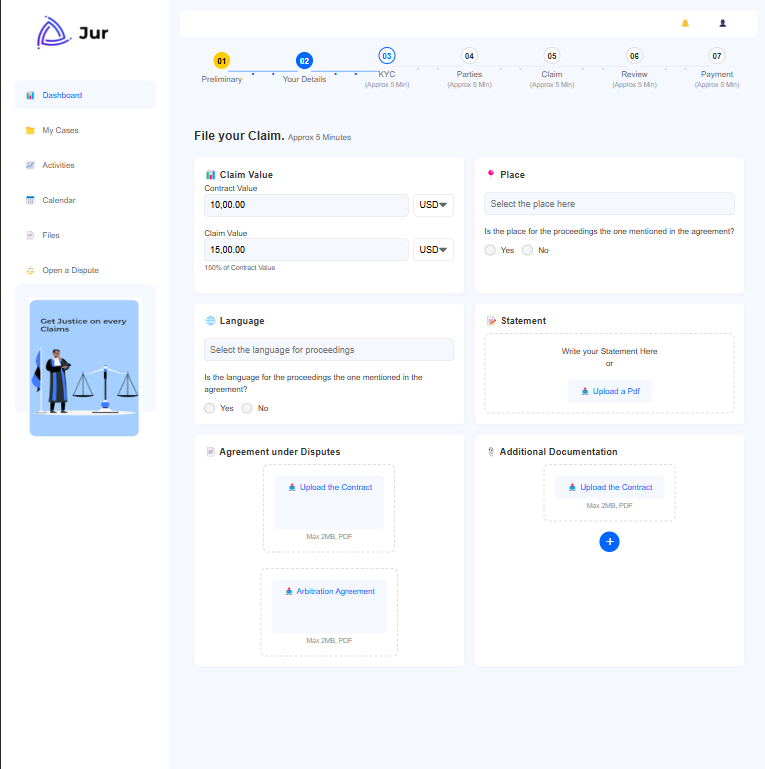 Jur
Dashboard
My Cases
Activities
Calendar
Files
Open a Dispute
Get Justice on every
Claims
01
02
03
04
05
06
07
Preliminary
Your Details
KYC
Parties
Claim
Review
Payment
(Approx 5 Min)
(Approx 5 Min)
(Approx 5 Min)
(Approx 5 Min)
(Approx 5 Min)
File your Claim. Approx 5 Minutes
Claim Value
Contract Value
10,00.00
USD
Claim Value
15,00.00
USD
150% of Contract Value
Place
Select the place here
Is the place for the proceedings the one mentioned in the agreement?
Yes
No
Language
Select the language for proceedings
Is the language for the proceedings the one mentioned in the
agreement?
Yes
No
Statement
Write your Statement Here
or
Upload a Pdf
Agreement under Disputes
Upload the Contract
Max 2MB, PDF
Arbitration Agreement
Max 2MB, PDF
Additional Documentation
Upload the Contract
Max 2MB, PDF
+